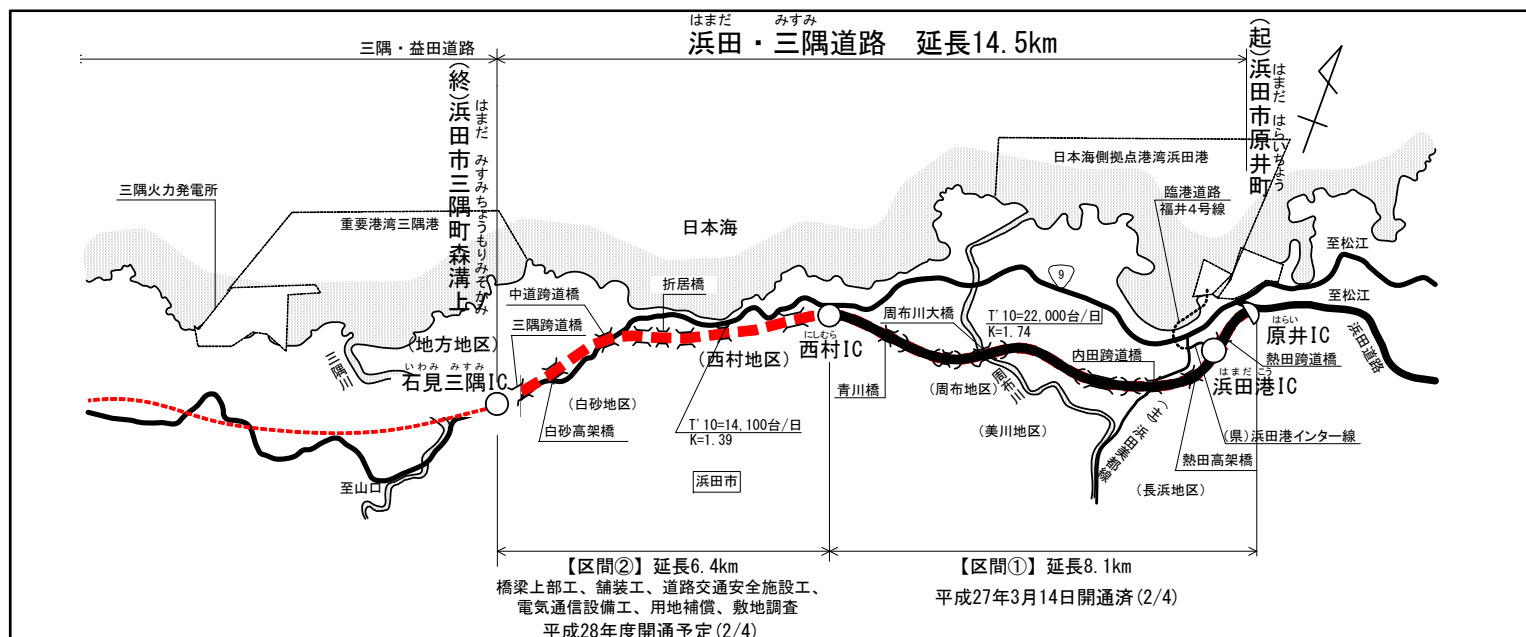 はまだ みすみ
浜田・三隅道路 延長14.5km
三隅・益田道路
(終)浜田市三隅町森溝上
はまだ みすみちょうもりみぞがみ
(起)浜田市原井町
はまだ はらいちょう
三隅火力発電所
重要港湾三隅港
日本海
日本海側拠点港湾浜田港
臨港道路
福井4号線
至松江
至松江
9
中道跨道橋
折居橋
三隅跨道橋
(地方地区)
三隅川
いわみ みすみ
石見三隅IC
(白砂地区)
白砂高架橋
至山口
(西村地区)
にしむら
西村IC
T'10=14,100台/日
K=1.39
浜田市
周布川大橋
T'10=22,000台/日
K=1.74
青川橋
(周布地区)
周布川
(美川地区)
内田跨道橋
(主)浜田美都線
はらい
原井IC
熱田跨道橋
はまだこう
浜田港IC
浜田道路
(県)浜田港インター線
熱田高架橋
(長浜地区)
【区間②】延長6.4km
橋梁上部工、舗装工、道路交通安全施設工、
電気通信設備工、用地補償、敷地調査
平成28年度開通予定(2/4)
【区間①】延長8.1km
平成27年3月14日開通済(2/4)